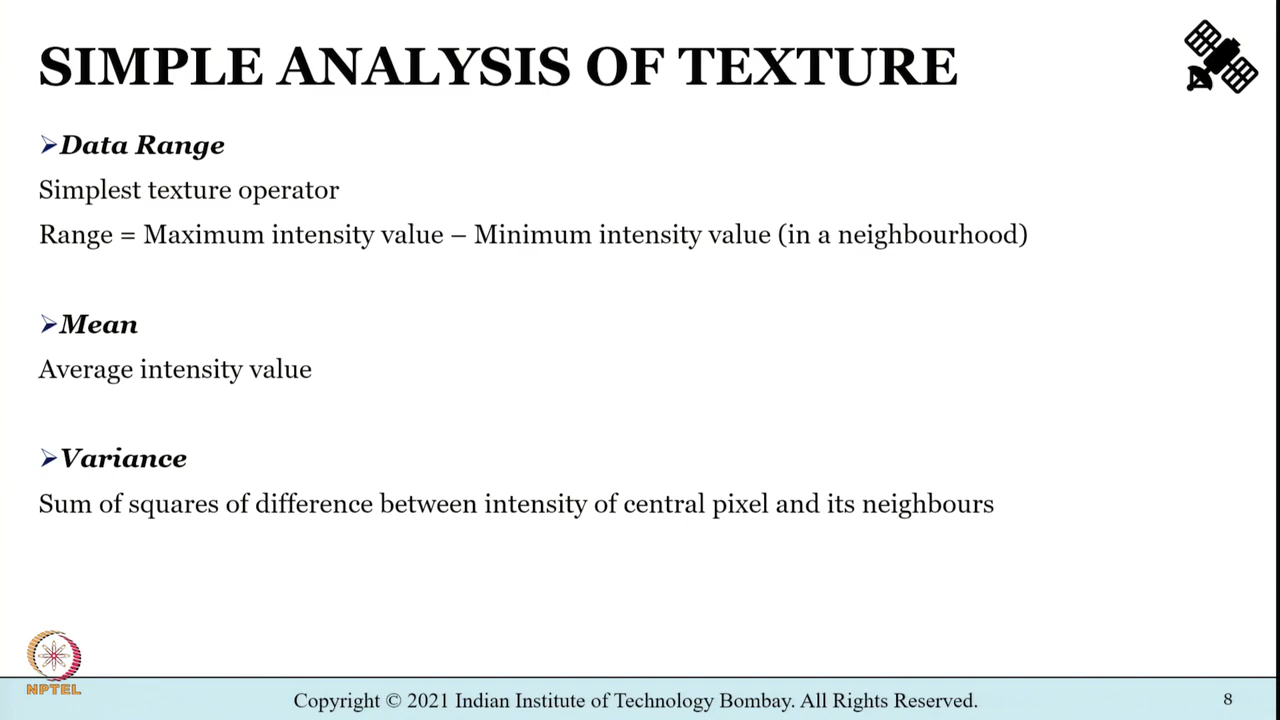 SIMPLE ANALYSIS OF TEXTURE
➢Data Range
Simplest texture operator
Range = Maximum intensity value – Minimum intensity value (in a neighbourhood)
➢Mean
Average intensity value
➢Variance
Sum of squares of difference between intensity of central pixel and its neighbours
NPTEL
Copyright © 2021 Indian Institute of Technology Bombay. All Rights Reserved.
8